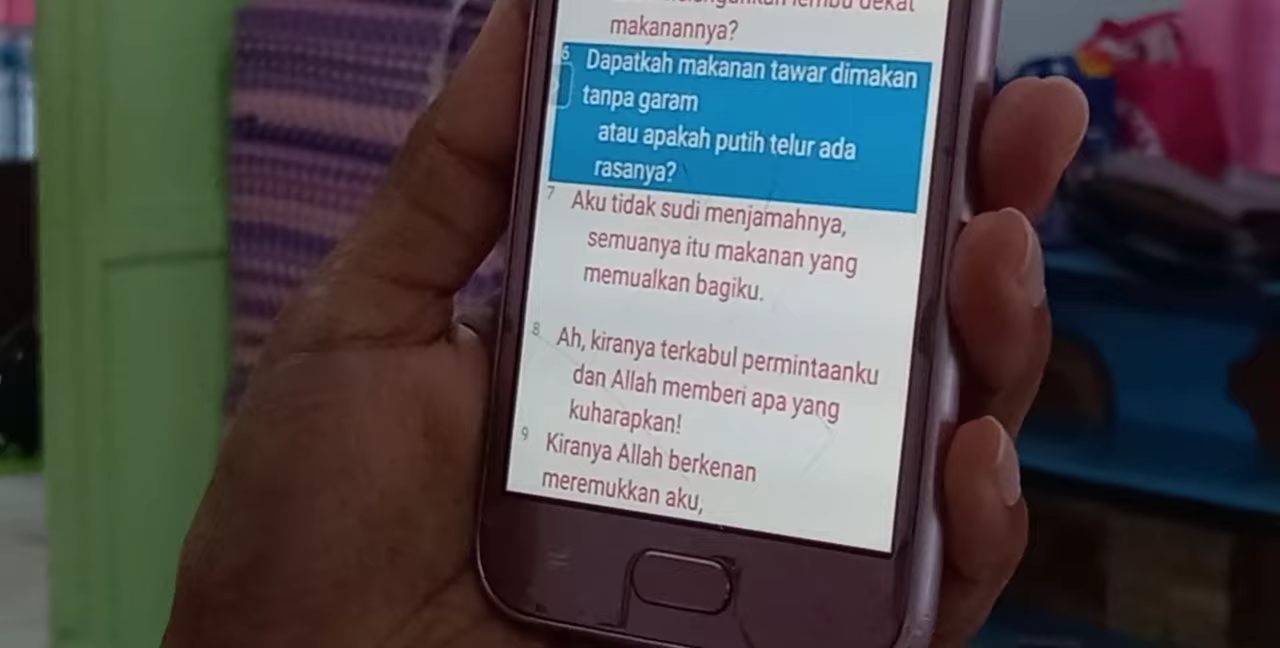 lembu dekat
makanannya?
6 Dapatkah makanan tawar dimakan
tanpa garam
atau apakah putih telur ada
rasanya?
7 Aku tidak sudi menjamahnya,
semuanya itu makanan yang
memualkan bagiku.
8 Ah, kiranya terkabul permintaanku
dan Allah memberi apa yang
kuharapkan!
9 Kiranya Allah berkenan
meremukkan aku,